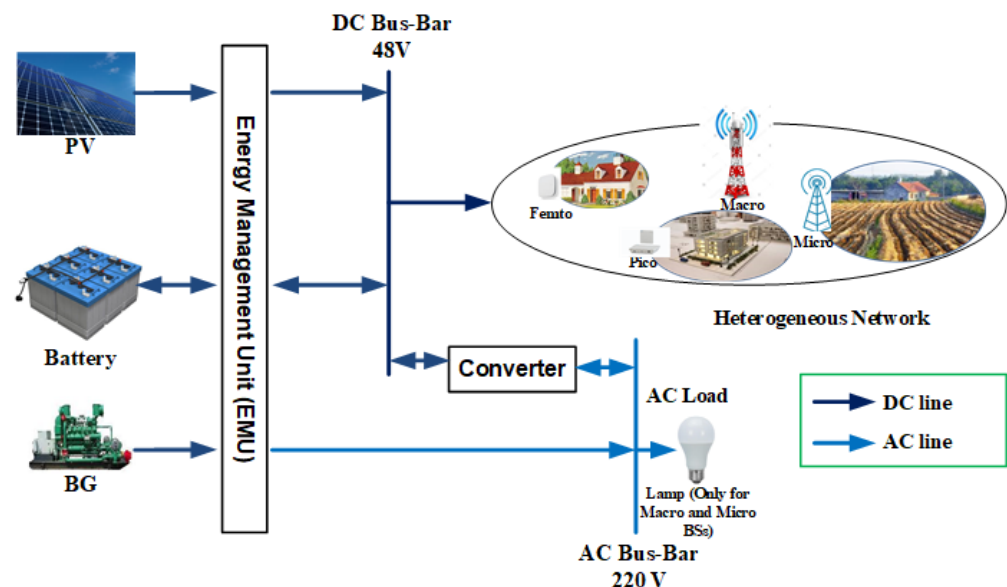 DC Bus-Bar
48V
PV
Energy Management Unit (EMU)
Femto
Macro
Micro
Pico
Heterogeneous Network
Battery
Converter
AC Load
DC line
AC line
BG
Lamp (Only for
Macro and Micro
BSs)
AC Bus-Bar
220 V